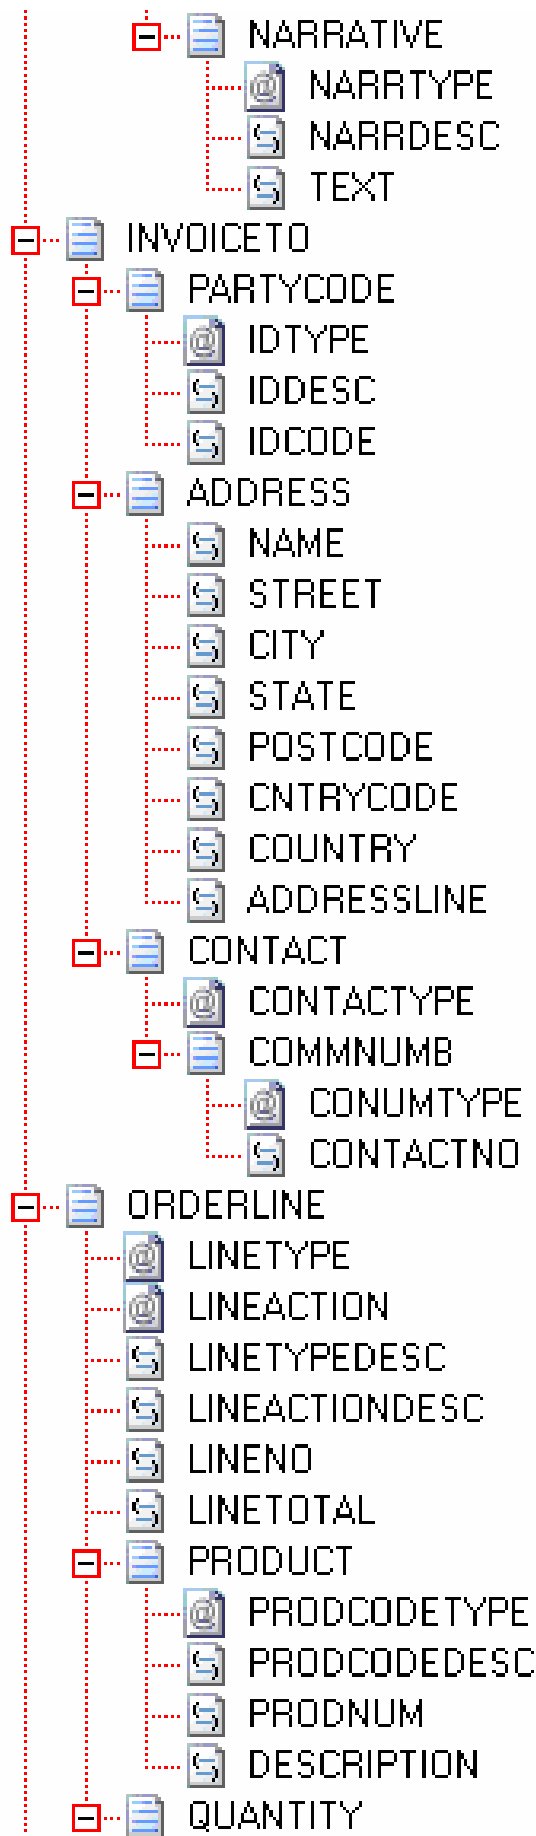 NARRATIVE
NARRTYPE
NARRDESC
TEXT
INVOICETO
PARTYCODE
IDTYPE
IDDESC
IDCODE
ADDRESS
NAME
STREET
CITY
STATE
POSTCODE
CNTRYCODE
COUNTRY
ADDRESSLINE
CONTACT
CONTACTYPE
COMMNUMB
CONUMTYPE
CONTACTNO
ORDERLINE
LINETYPE
LINEACTION
LINETYPEDESC
LINEACTIONDESC
LINENO
LINETOTAL
PRODUCT
PRODCODETYPE
PRODCODEDESC
PRODNUM
DESCRIPTION
QUANTITY